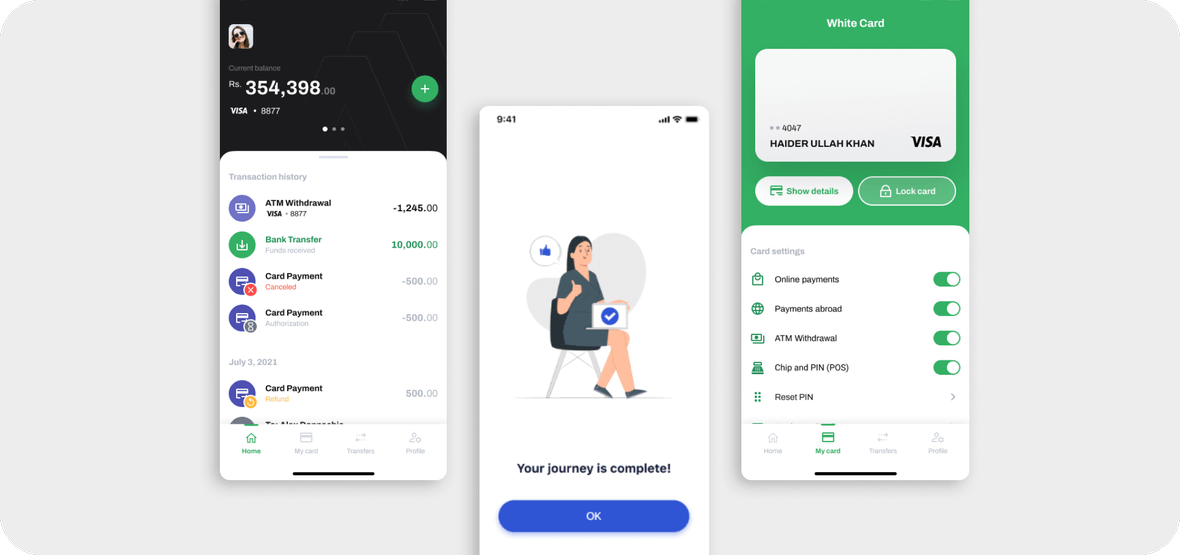 Current balance
Rs. 354,398.00
VISA • 8877
Transaction history
ATM Withdrawal
VISA • 8877
-1,245.00
Bank Transfer
Funds received
10,000.00
Card Payment
Canceled
-500.00
Card Payment
Authorization
-500.00
July 3, 2021
Card Payment
Refund
500.00
Home
My card
Transfers
Profile
9:41
Your journey is complete!
OK
White Card
4047
HAIDER ULLAH KHAN
VISA
Show details
Lock card
Card settings
Online payments
Payments abroad
ATM Withdrawal
Chip and PIN (POS)
Reset PIN
Home
My card
Transfers
Profile